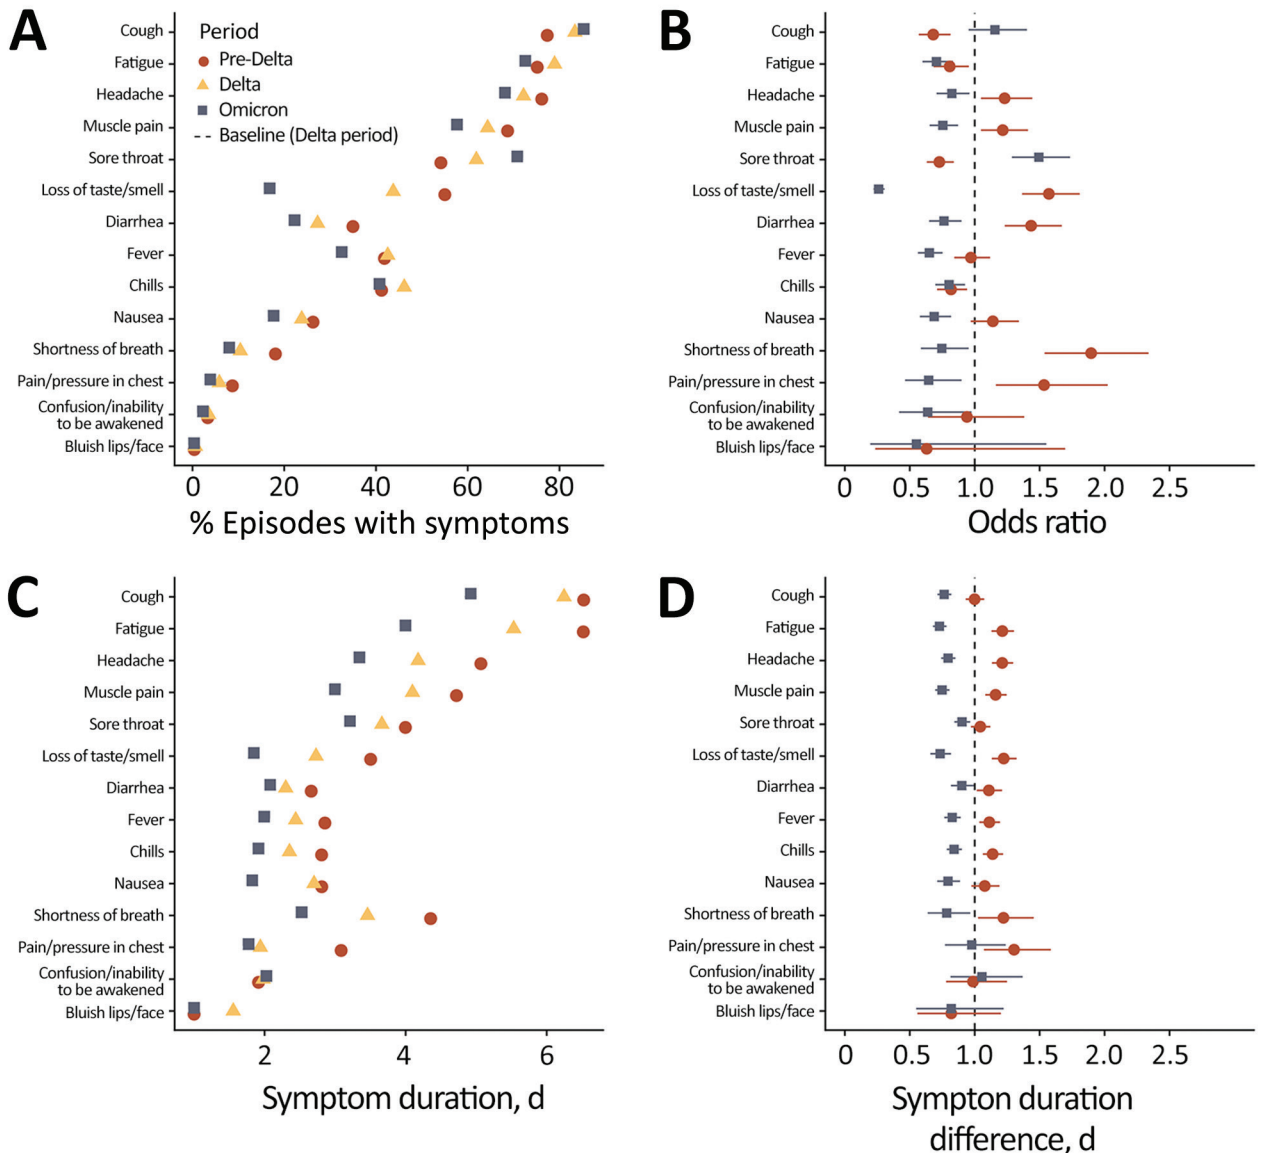 A
Period
Pre-Delta
Delta
Omicron
Baseline (Delta period)
Cough
Fatigue
Headache
Muscle pain
Sore throat
Loss of taste/smell
Diarrhea
Fever
Chills
Nausea
Shortness of breath
Pain/pressure in chest
Confusion/inability
to be awakened
Bluish lips/face
0 20 40 60 80
% Episodes with symptoms
B
Cough
Fatigue
Headache
Muscle pain
Sore throat
Loss of taste/smell
Diarrhea
Fever
Chills
Nausea
Shortness of breath
Pain/pressure in chest
Confusion/inability
to be awakened
Bluish lips/face
0 0.5 1.0 1.5 2.0 2.5
Odds ratio
C
Cough
Fatigue
Headache
Muscle pain
Sore throat
Loss of taste/smell
Diarrhea
Fever
Chills
Nausea
Shortness of breath
Pain/pressure in chest
Confusion/inability
to be awakened
Bluish lips/face
2 4 6
Symptom duration, d
D
Cough
Fatigue
Headache
Muscle pain
Sore throat
Loss of taste/smell
Diarrhea
Fever
Chills
Nausea
Shortness of breath
Pain/pressure in chest
Confusion/inability
to be awakened
Bluish lips/face
0 0.5 1.0 1.5 2.0 2.5
Sympton duration
difference, d